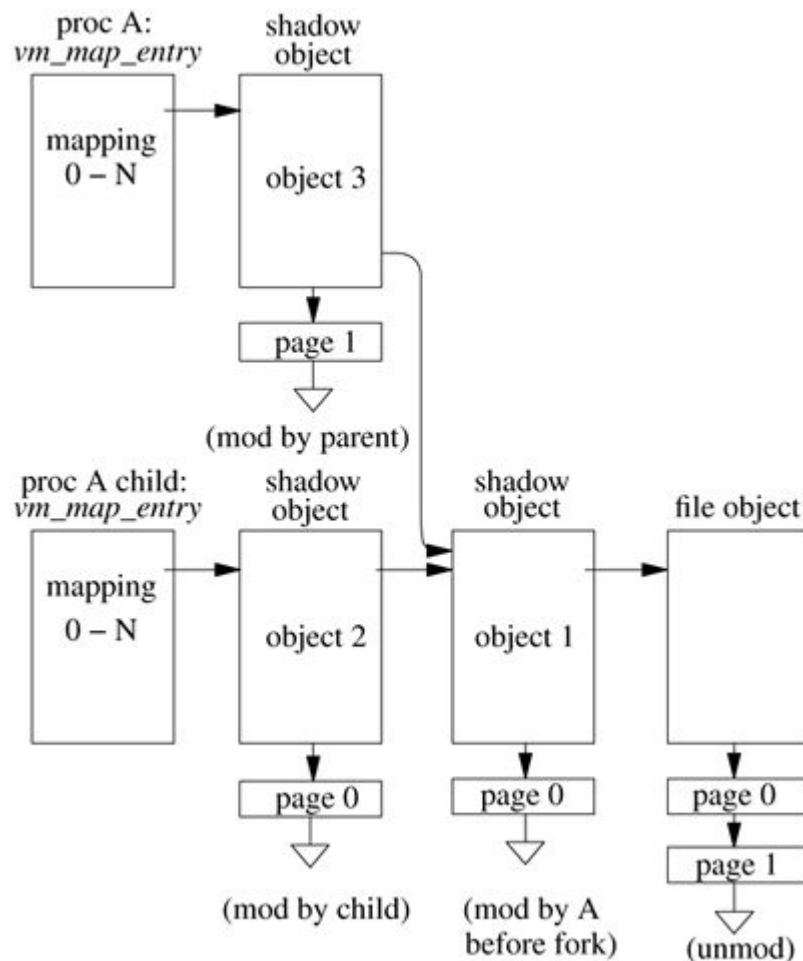 proc A:
vm_map_entry
shadow
object
mapping
0 – N
object 3
page 1
(mod by parent)
proc A child:
vm_map_entry
shadow
object
shadow
object
file object
mapping
0 – N
object 2
object 1
page 0
page 0
page 0
page 1
(mod by child)
(mod by A
before fork)
(unmod)